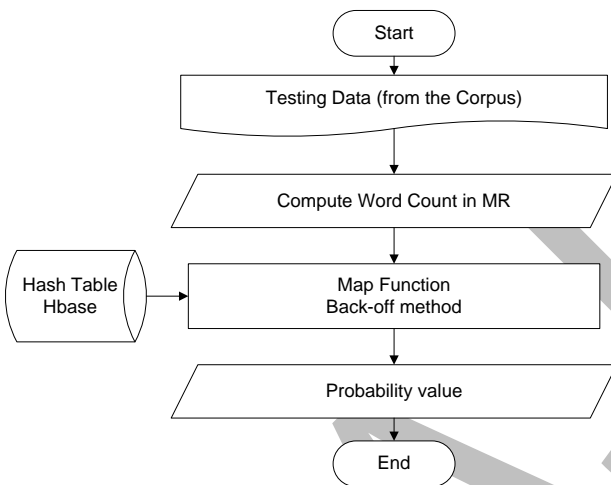 Start
Testing Data (from the Corpus)
Compute Word Count in MR
Hash Table
Hbase
Map Function
Back-off method
Probability value
End